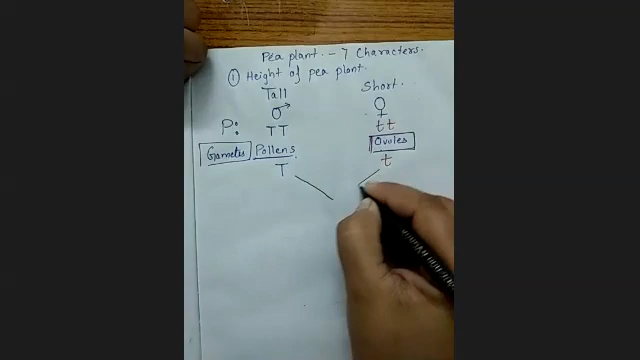 Pea plant. - 7 Characters.
① Height of pea plant.
Tall Short.
♂ ♀
P: TT tt
Gametes Pollens. Ovules
T t